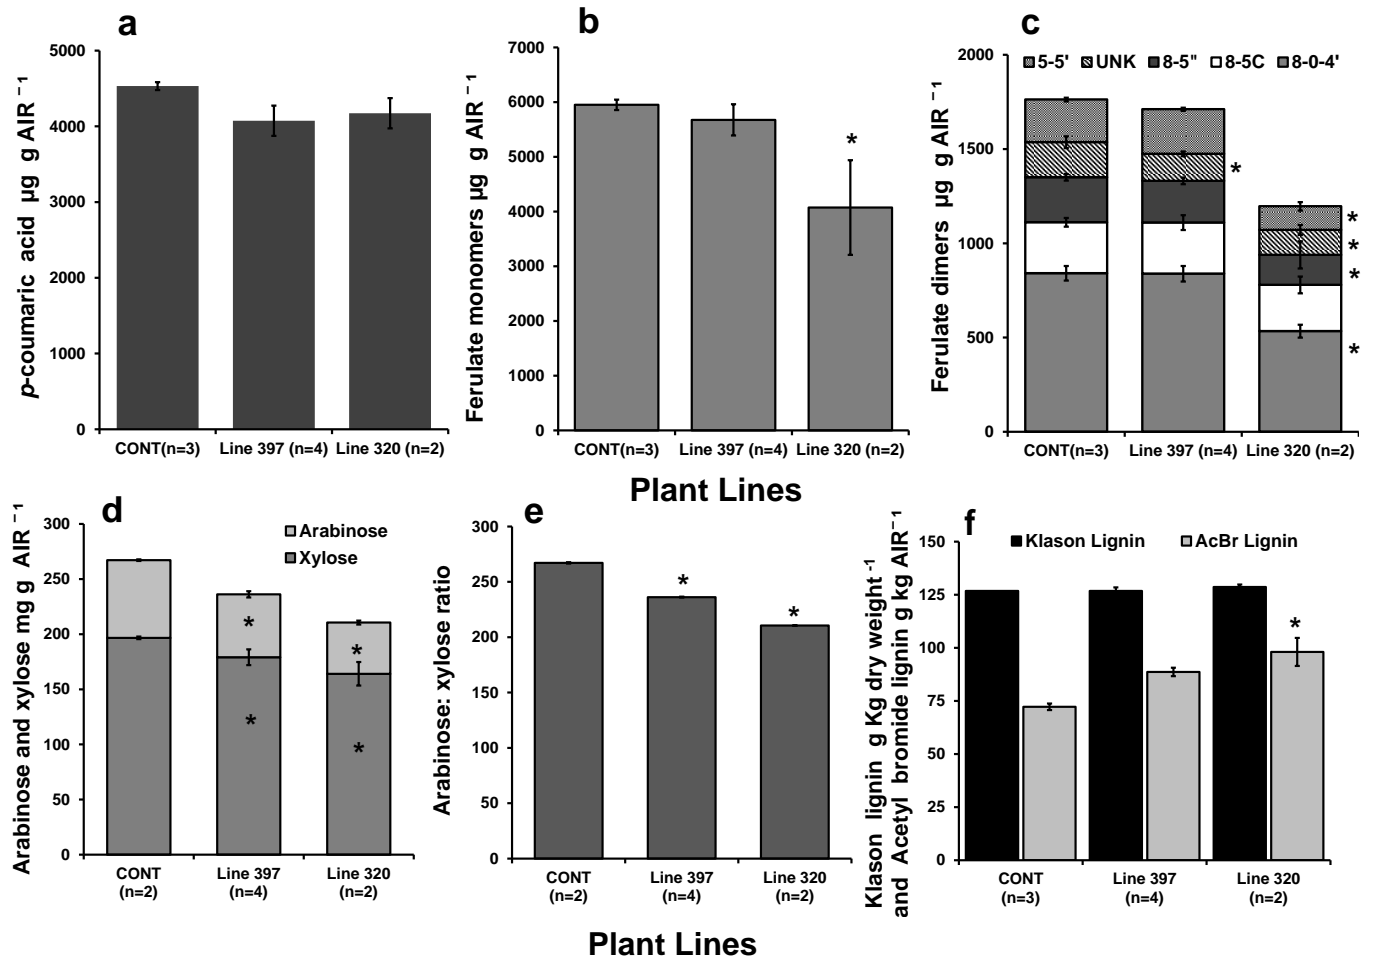 a
p-coumaric acid µg g AIR⁻¹
5000
4000
3000
2000
1000
0
CONT(n=3) Line 397 (n=4) Line 320 (n=2)
b
Ferulate monomers µg g AIR⁻¹
7000
6000
5000
4000
3000
2000
1000
0
*
CONT(n=3) Line 397 (n=4) Line 320 (n=2)
c
Ferulate dimers µg g AIR⁻¹
2000
1500
1000
500
0
5-5' UNK 8-5" 8-5C 8-0-4'
*
*
*
*
*
CONT(n=3) Line 397 (n=4) Line 320 (n=2)
Plant Lines
d
Arabinose and xylose mg g AIR⁻¹
300
250
200
150
100
50
0
Arabinose
Xylose
*
*
*
*
CONT Line 397 Line 320
(n=2) (n=4) (n=2)
e
Arabinose: xylose ratio
300
250
200
150
100
50
0
*
*
CONT Line 397 Line 320
(n=2) (n=4) (n=2)
f
Klason lignin g Kg dry weight⁻¹
and Acetyl bromide lignin g kg AIR⁻¹
150
125
100
75
50
25
0
Klason Lignin AcBr Lignin
*
CONT Line 397 Line 320
(n=3) (n=4) (n=2)
Plant Lines